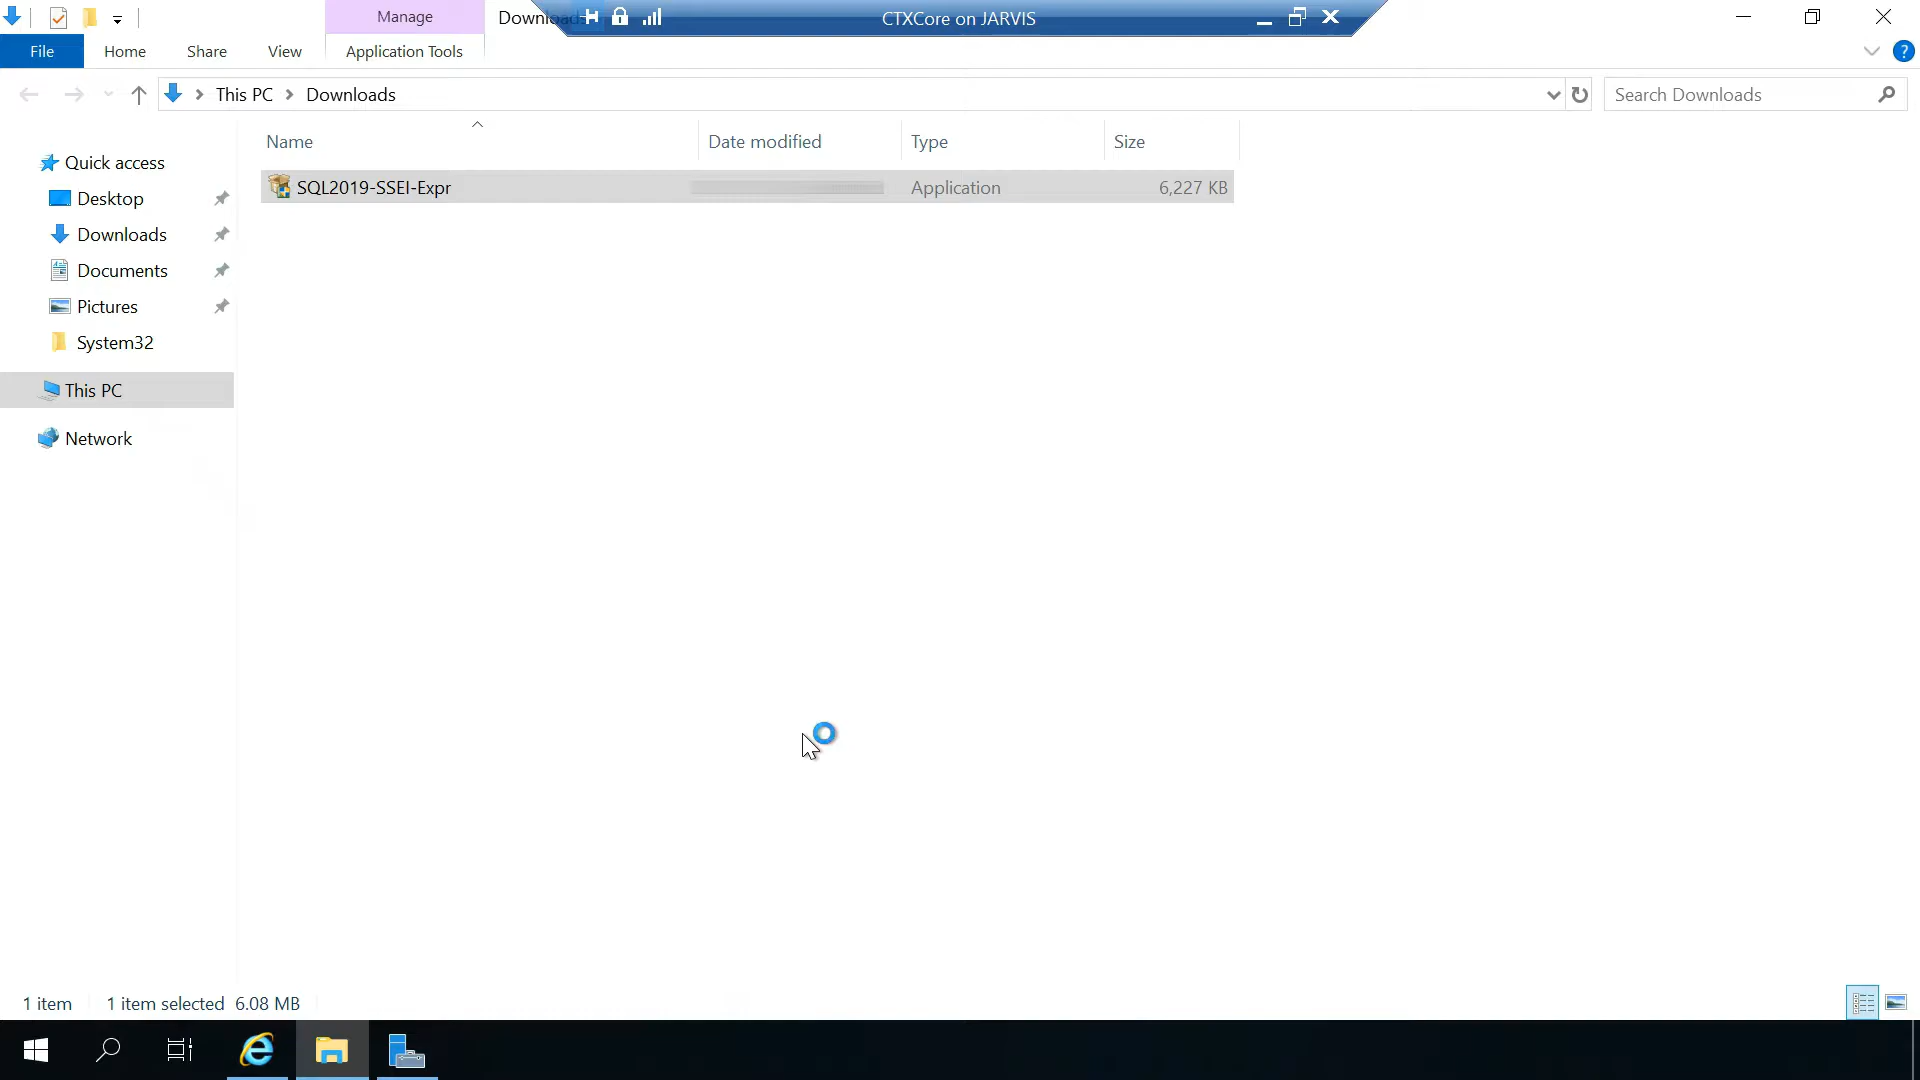 Manage
Downloads
CTXCore on JARVIS
File
Home
Share
View
Application Tools
?
This PC
Downloads
Search Downloads
Name
Date modified
Type
Size
SQL2019-SSEI-Expr
Application
6,227 KB
Quick access
Desktop
Downloads
Documents
Pictures
System32
This PC
Network
1 item
1 item selected 6.08 MB